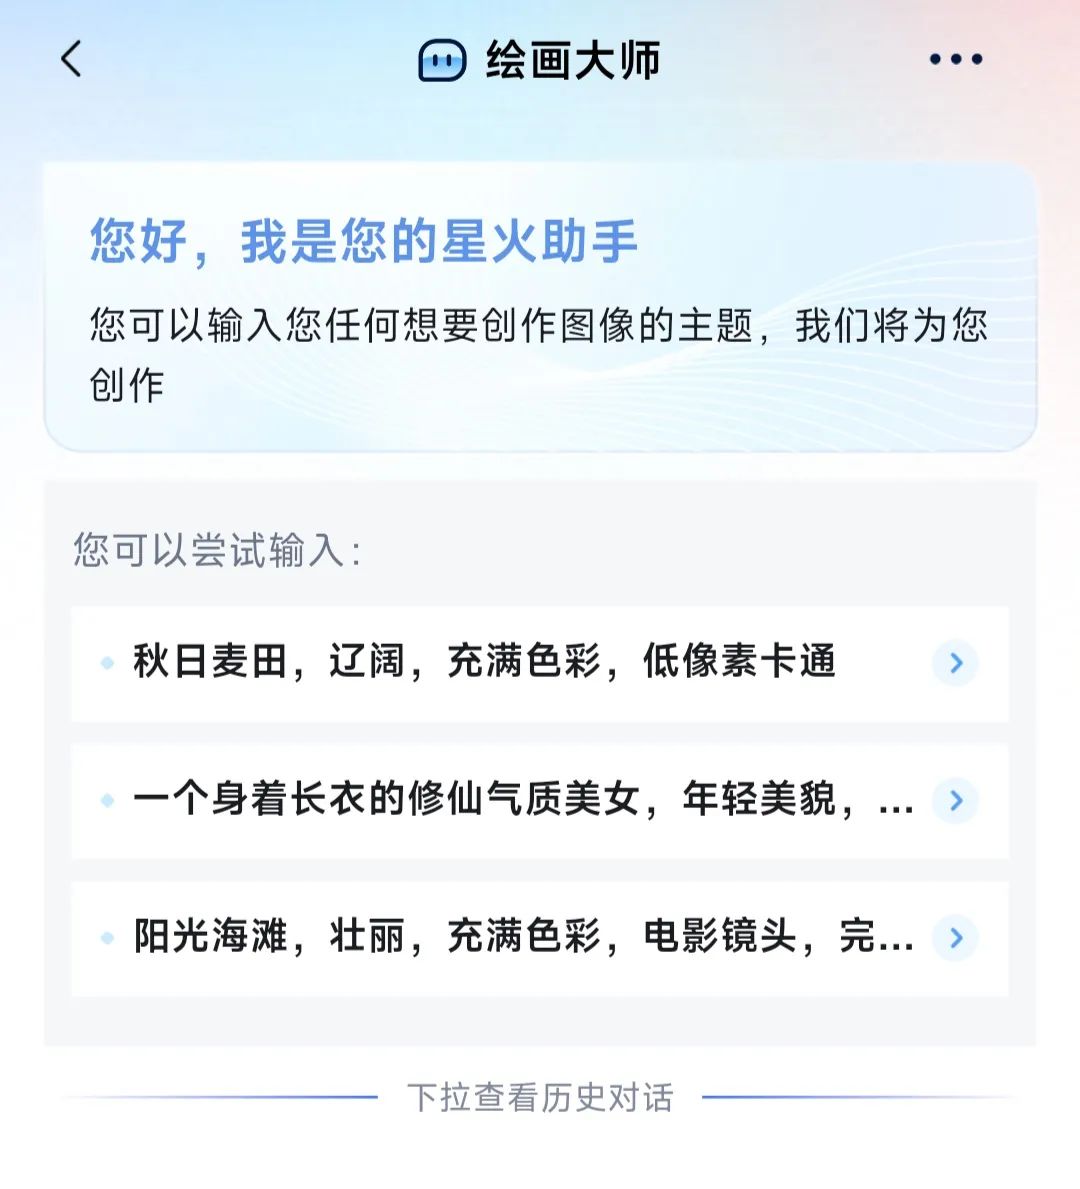 绘画大师
您好，我是您的星火助手
您可以输入您任何想要创作图像的主题，我们将为您
创作
您可以尝试输入：
秋日麦田，辽阔，充满色彩，低像素卡通
一个身着长衣的修仙气质美女，年轻美貌，...
阳光海滩，壮丽，充满色彩，电影镜头，完...
下拉查看历史对话